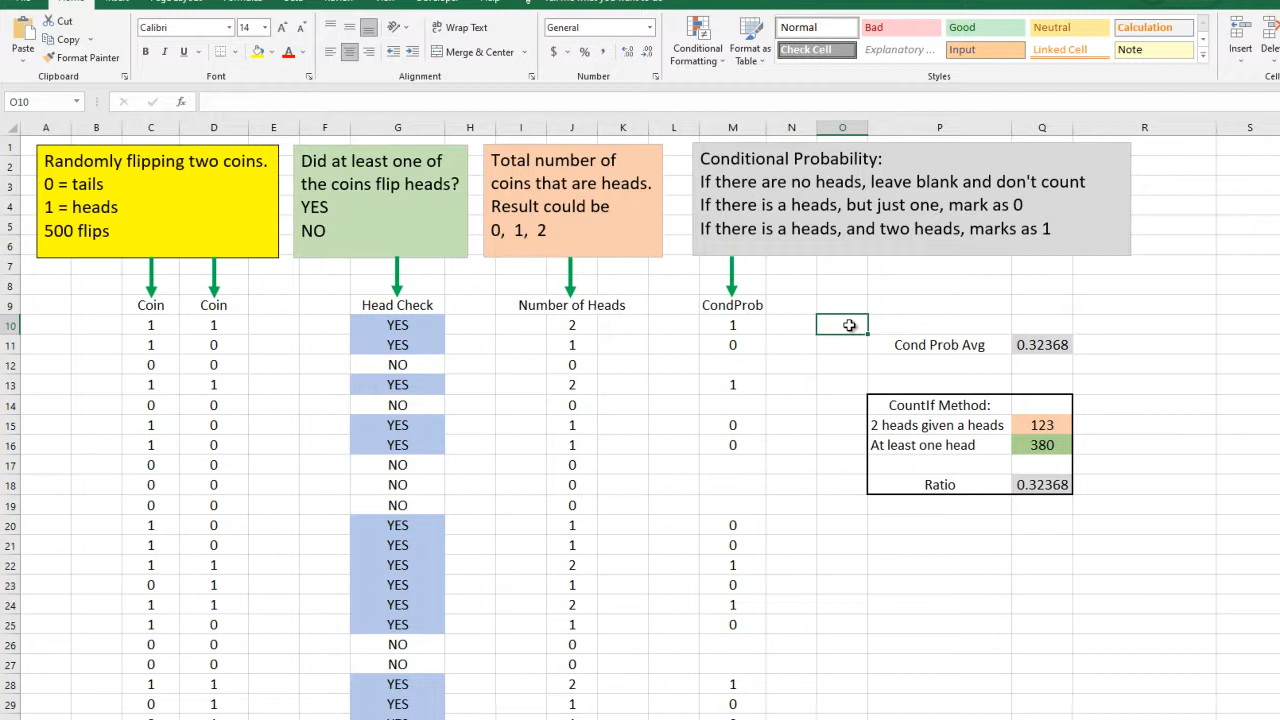 Cut
Copy
Format Painter
Paste
Clipboard
Calibri
14
B I U
Font
Wrap Text
Merge & Center
Alignment
General
$ % ,
Number
Conditional
Formatting
Format as
Table
Normal
Bad
Good
Neutral
Calculation
Check Cell
Explanatory ...
Input
Linked Cell
Note
Styles
Insert
O10
fx
A B C D E F G H I J K L M N O P Q R S
Randomly flipping two coins.
0 = tails
1 = heads
500 flips
Did at least one of
the coins flip heads?
YES
NO
Total number of
coins that are heads.
Result could be
0, 1, 2
Conditional Probability:
If there are no heads, leave blank and don't count
If there is a heads, but just one, mark as 0
If there is a heads, and two heads, marks as 1
1
2
3
4
5
6
7
8
9 Coin Coin Head Check Number of Heads CondProb
10 1 1 YES 2 1
11 1 0 YES 1 0 Cond Prob Avg 0.32368
12 0 0 NO 0
13 1 1 YES 2 1
14 0 0 NO 0 CountIf Method:
15 1 0 YES 1 0 2 heads given a heads 123
16 1 0 YES 1 0 At least one head 380
17 0 0 NO 0
18 0 0 NO 0 Ratio 0.32368
19 0 0 NO 0
20 1 0 YES 1 0
21 1 0 YES 1 0
22 1 1 YES 2 1
23 0 1 YES 1 0
24 1 1 YES 2 1
25 1 0 YES 1 0
26 0 0 NO 0
27 0 0 NO 0
28 1 1 YES 2 1
29 0 1 YES 1 0